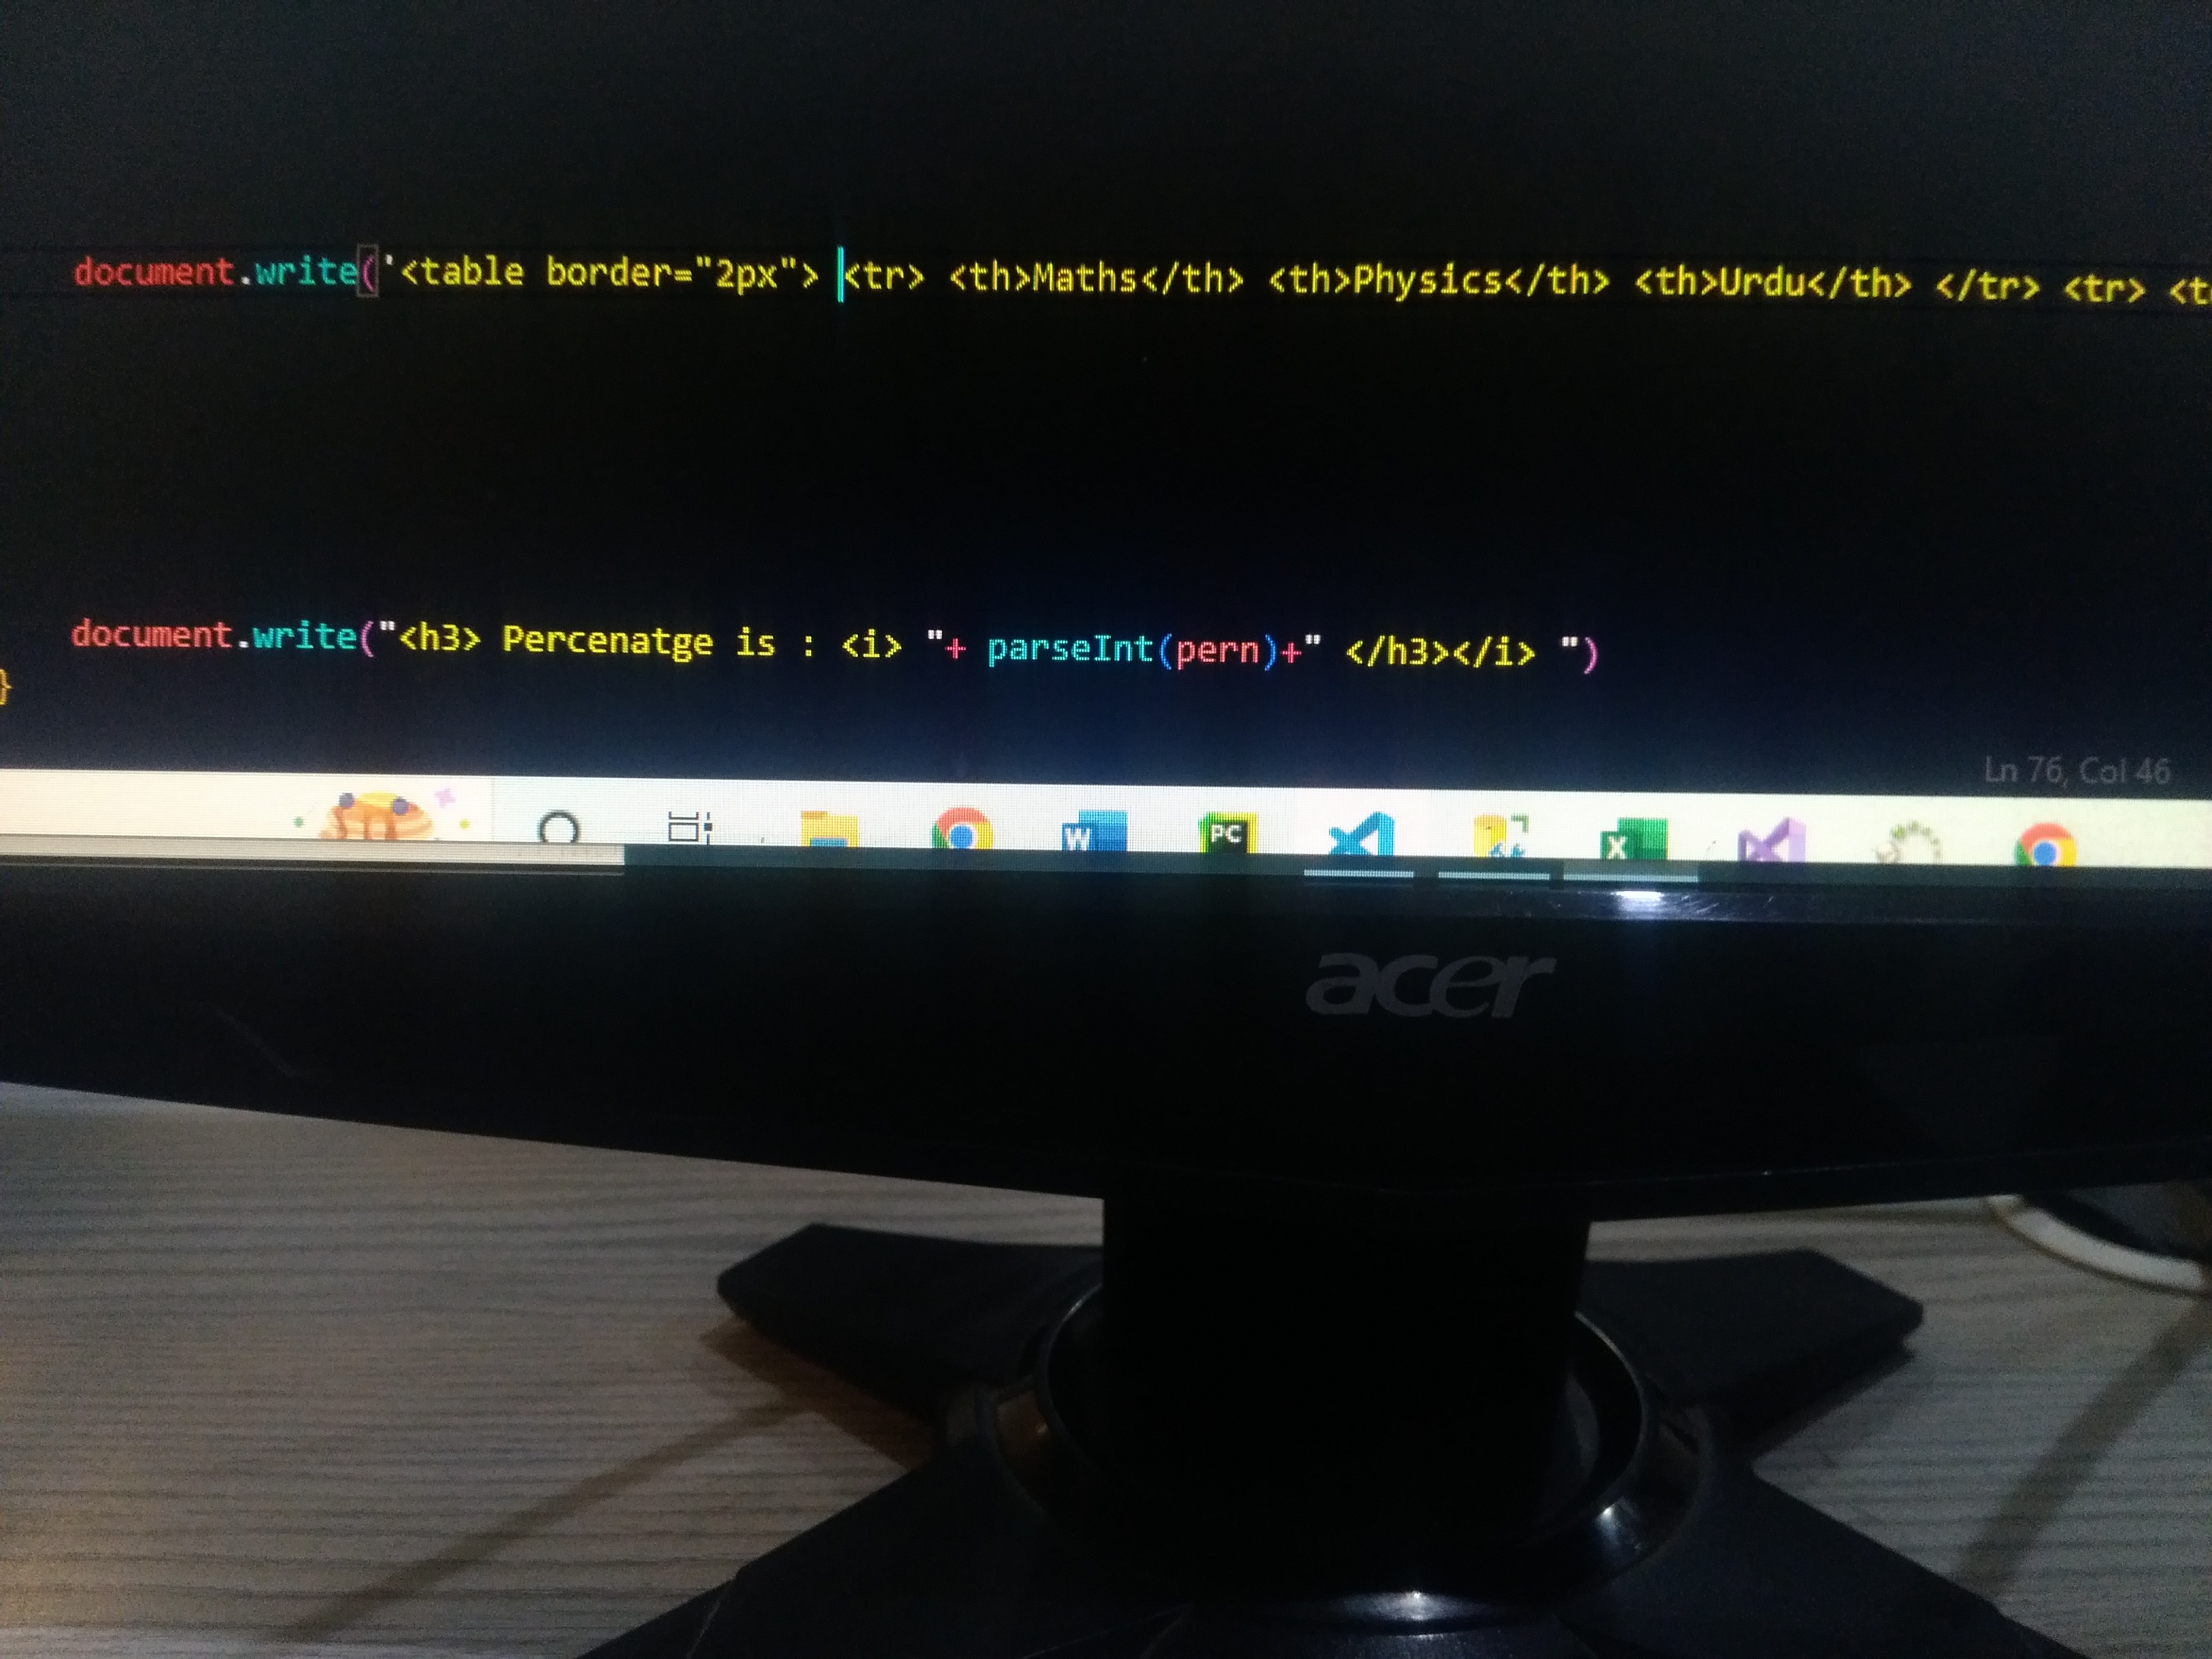 document.write('<table border="2px"> <tr> <th>Maths</th> <th>Physics</th> <th>Urdu</th> </tr> <tr> <t
document.write("<h3> Percenatge is : <i> "+ parseInt(pern)+" </h3></i> ")
}
Ln 76, Col 46
W PC X
acer